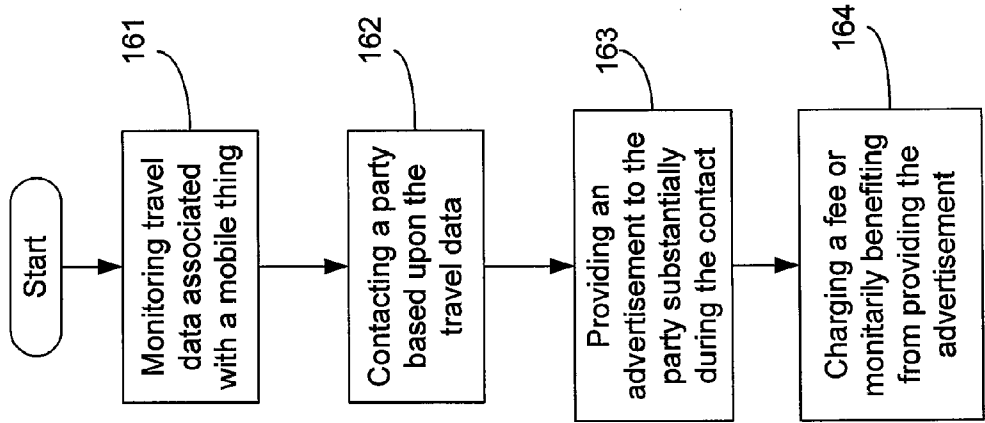 Start
Monitoring travel
data associated
with a mobile thing
161
Contacting a party
based upon the
travel data
162
Providing an
advertisement to the
party substantially
during the contact
163
Charging a fee or
monitarily benefiting
from providing the
advertisement
164